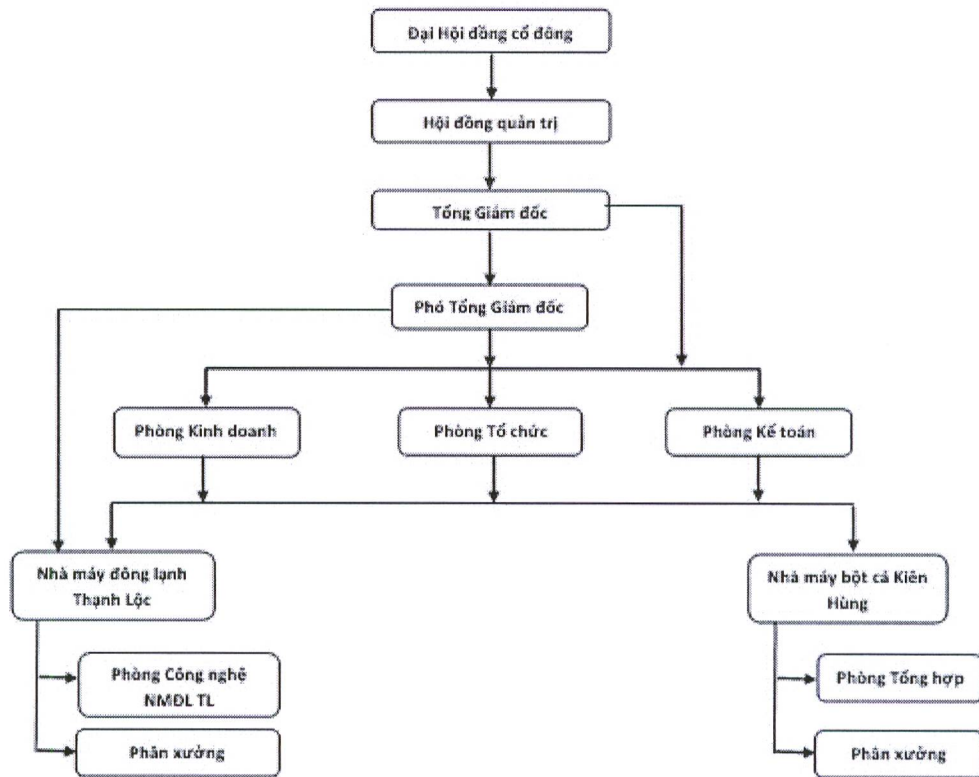 Đại Hội đồng cổ đông
Hội đồng quản trị
Tổng Giám đốc
Phó Tổng Giám đốc
Phòng Kinh doanh
Phòng Tổ chức
Phòng Kế toán
Nhà máy đông lạnh
Thạnh Lộc
Nhà máy bột cá Kiên
Hùng
Phòng Công nghệ
NMĐL TL
Phòng Tổng hợp
Phân xưởng
Phân xưởng